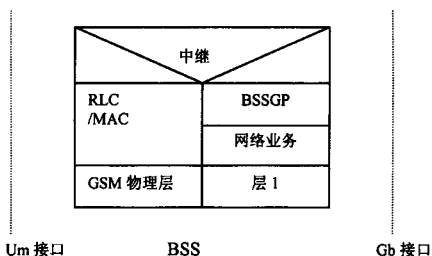 中继
RLC
/MAC
BSSGP
网络业务
GSM 物理层
层 1
Um 接口
BSS
Gb 接口